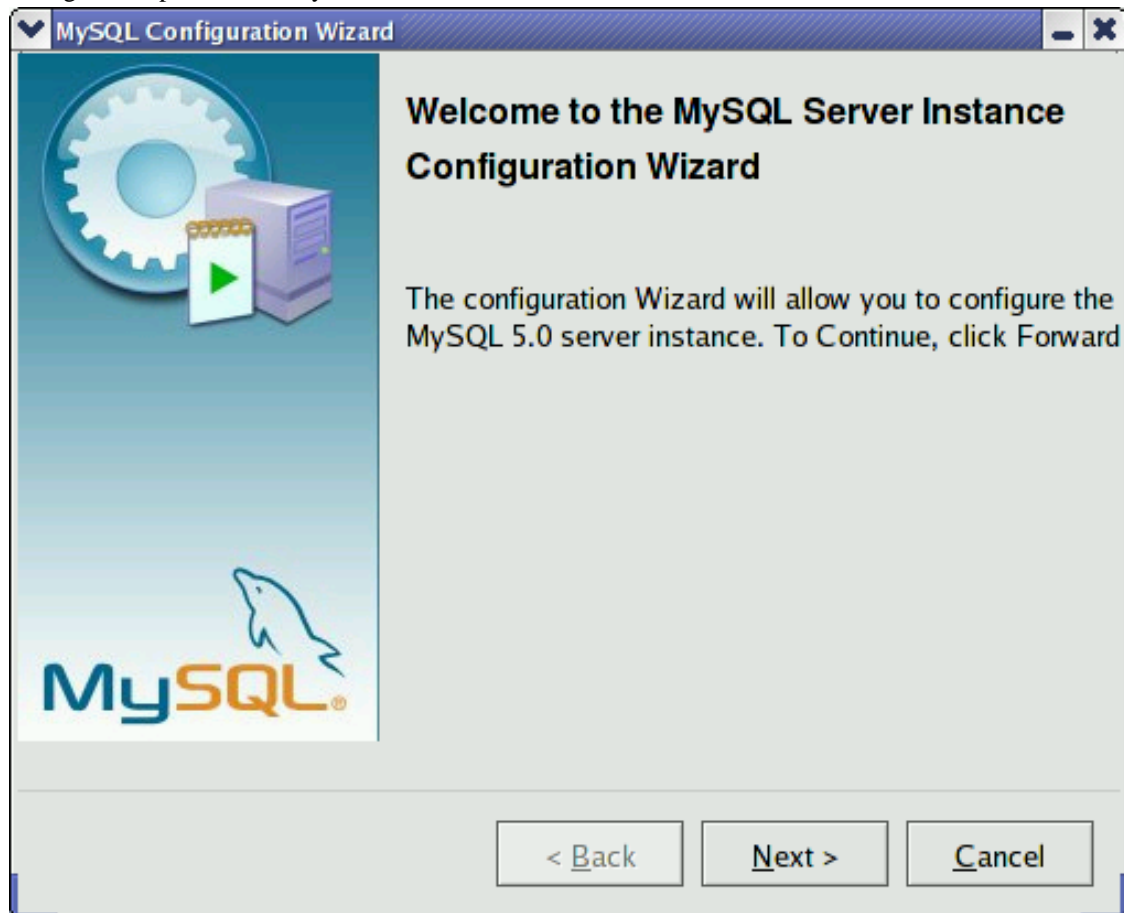 MySQL Configuration Wizard
Welcome to the MySQL Server Instance
Configuration Wizard
The configuration Wizard will allow you to configure the
MySQL 5.0 server instance. To Continue, click Forward
MySQL®
< Back
Next >
Cancel